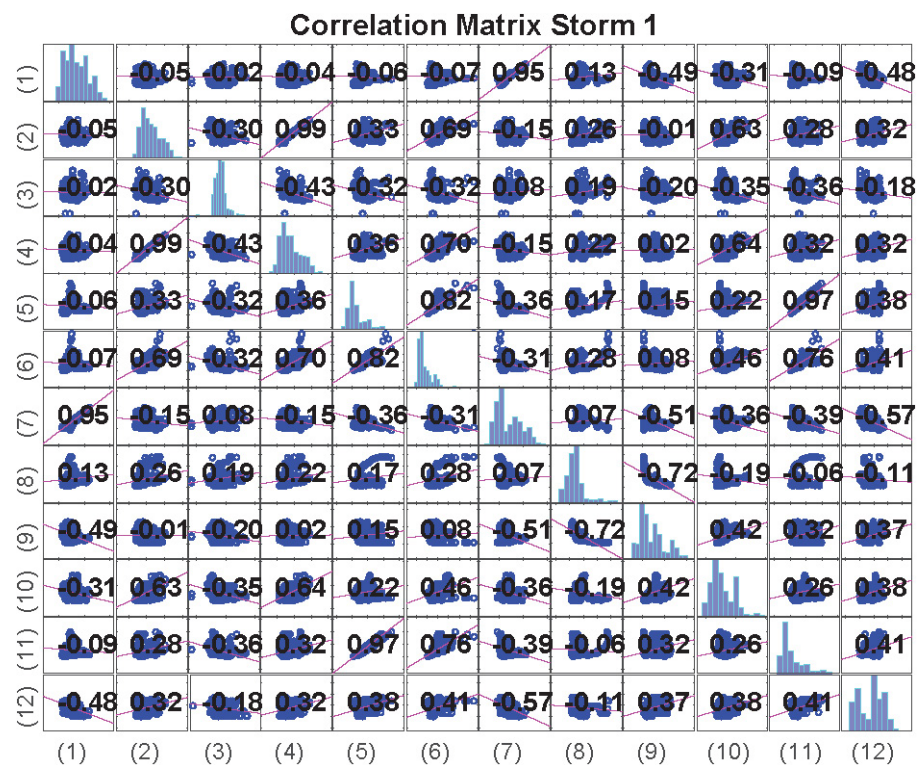 Correlation Matrix Storm 1
(1) -0.05 -0.02 -0.04 -0.06 -0.07 0.95 0.13 -0.49 -0.31 -0.09 -0.48
(2) -0.05 -0.30 0.99 0.33 0.69 -0.15 0.26 -0.01 0.63 0.28 0.32
(3) -0.02 -0.30 -0.43 -0.32 -0.32 0.08 0.19 -0.20 -0.35 -0.36 -0.18
(4) -0.04 0.99 -0.43 0.36 0.70 -0.15 0.22 0.02 0.64 0.32 0.32
(5) -0.06 0.33 -0.32 0.36 0.82 -0.36 0.17 0.15 0.22 0.97 0.38
(6) -0.07 0.69 -0.32 0.70 0.82 -0.31 0.28 0.08 0.46 0.76 0.41
(7) 0.95 -0.15 0.08 -0.15 -0.36 -0.31 0.07 -0.51 -0.36 -0.39 -0.57
(8) 0.13 0.26 0.19 0.22 0.17 0.28 0.07 -0.72 -0.19 -0.06 -0.11
(9) -0.49 -0.01 -0.20 0.02 0.15 0.08 -0.51 -0.72 0.42 0.32 0.37
(10) -0.31 0.63 -0.35 0.64 0.22 0.46 -0.36 -0.19 0.42 0.26 0.38
(11) -0.09 0.28 -0.36 0.32 0.97 0.76 -0.39 -0.06 0.32 0.26 0.41
(12) -0.48 0.32 -0.18 0.32 0.38 0.41 -0.57 -0.11 0.37 0.38 0.41
(1) (2) (3) (4) (5) (6) (7) (8) (9) (10) (11) (12)